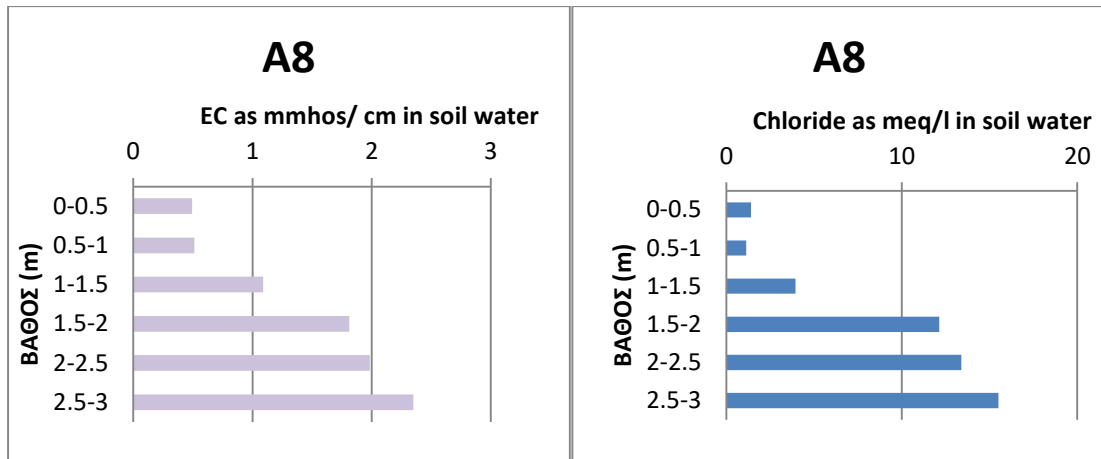 A8
EC as mmhos/ cm in soil water
0 1 2 3
ΒΑΘΟΣ (m)
0-0.5
0.5-1
1-1.5
1.5-2
2-2.5
2.5-3
A8
Chloride as meq/l in soil water
0 10 20
ΒΑΘΟΣ (m)
0-0.5
0.5-1
1-1.5
1.5-2
2-2.5
2.5-3